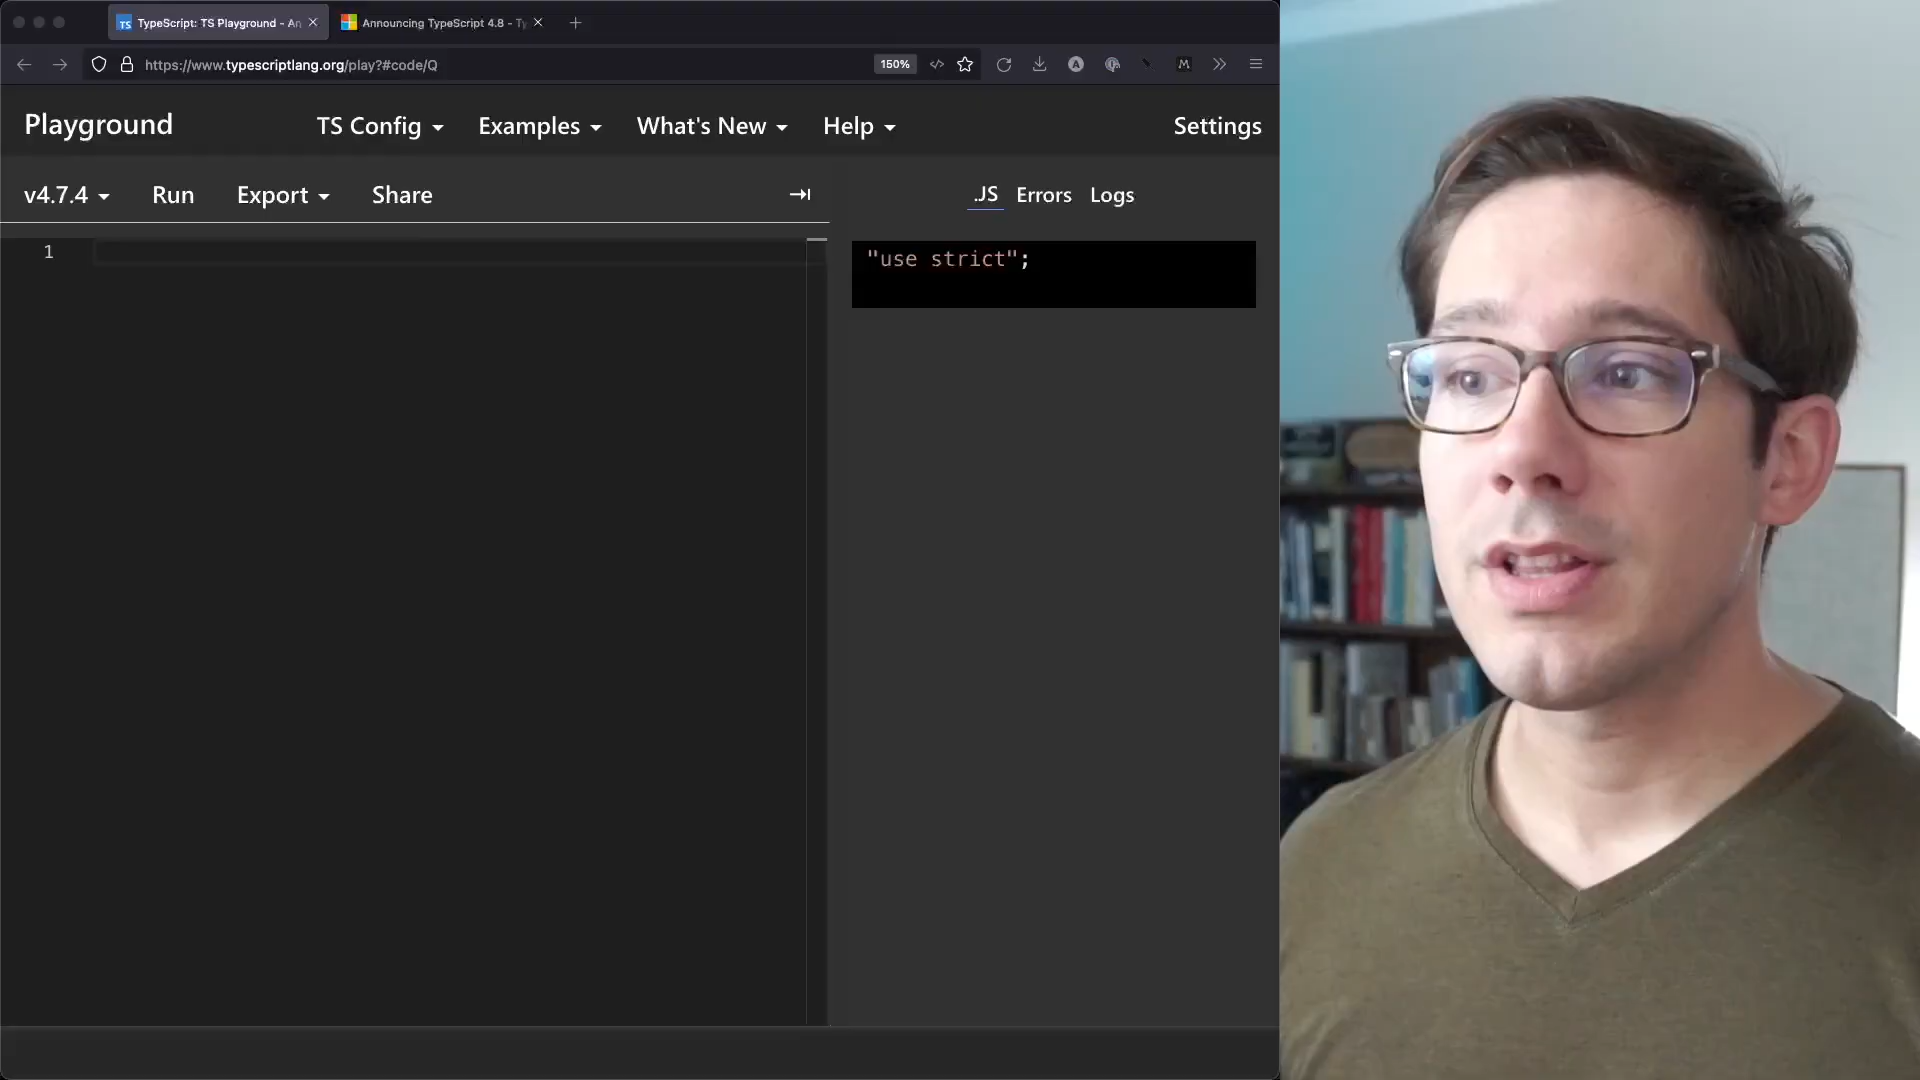 TS TypeScript: TS Playground - An
Announcing TypeScript 4.8 - Ty
https://www.typescriptlang.org/play?#code/Q
150%
A
M
Playground
TS Config
Examples
What's New
Help
Settings
v4.7.4
Run
Export
Share
.JS
Errors
Logs
1
"use strict";